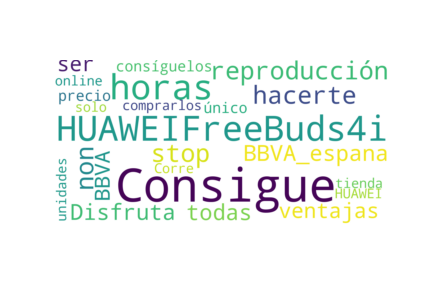 ser
consíguelos
reproducción
online
horas
precio
comprarlos
único
hacerte
solo
HUAWEIFreeBuds4i
non
BBVA
stop
BBVA_espana
Corre
Consigue
tienda
HUAWEI
unidades
Disfruta
todas
ventajas